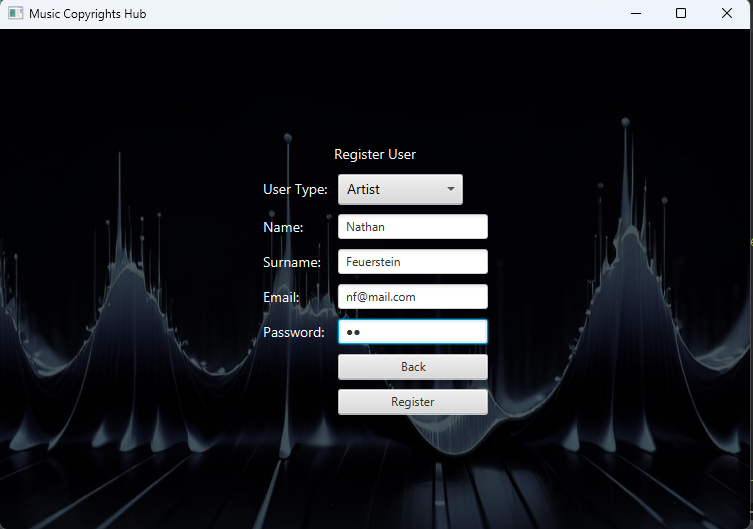 Music Copyrights Hub
Register User
User Type: Artist
Name: Nathan
Surname: Feuerstein
Email: nf@mail.com
Password: ●●
Back
Register